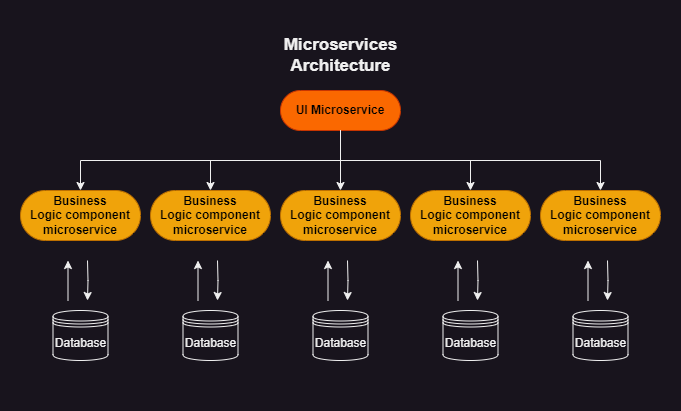 Microservices
Architecture
UI Microservice
Business
Logic component
microservice
Business
Logic component
microservice
Business
Logic component
microservice
Business
Logic component
microservice
Business
Logic component
microservice
Database
Database
Database
Database
Database